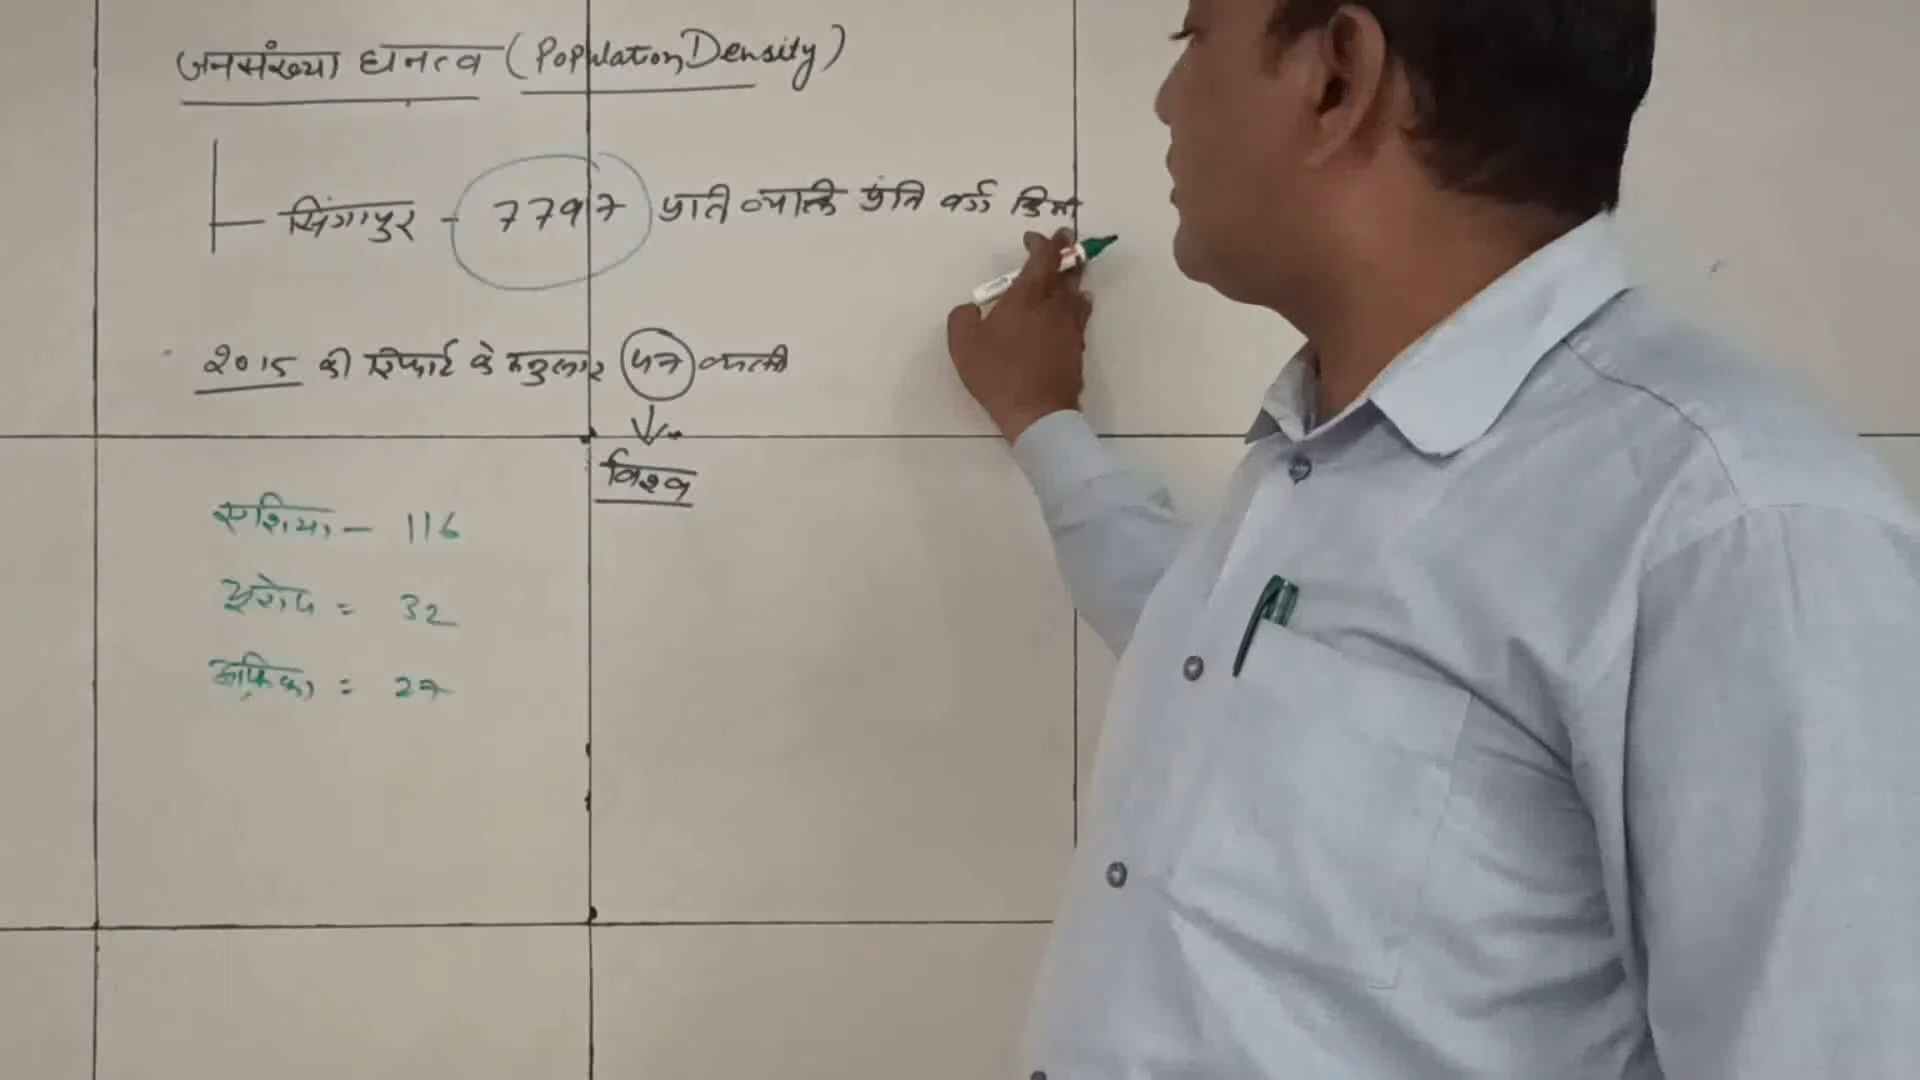 जनसंख्या घनत्व (Population Density)
सिंगापुर - 7797 प्रति व्यक्ति प्रति वर्ग किमी
2015 की रिपोर्ट के अनुसार 57 व्यक्ती
विश्व
एशिया - 116
युरोप = 32
अफ्रिका = 27